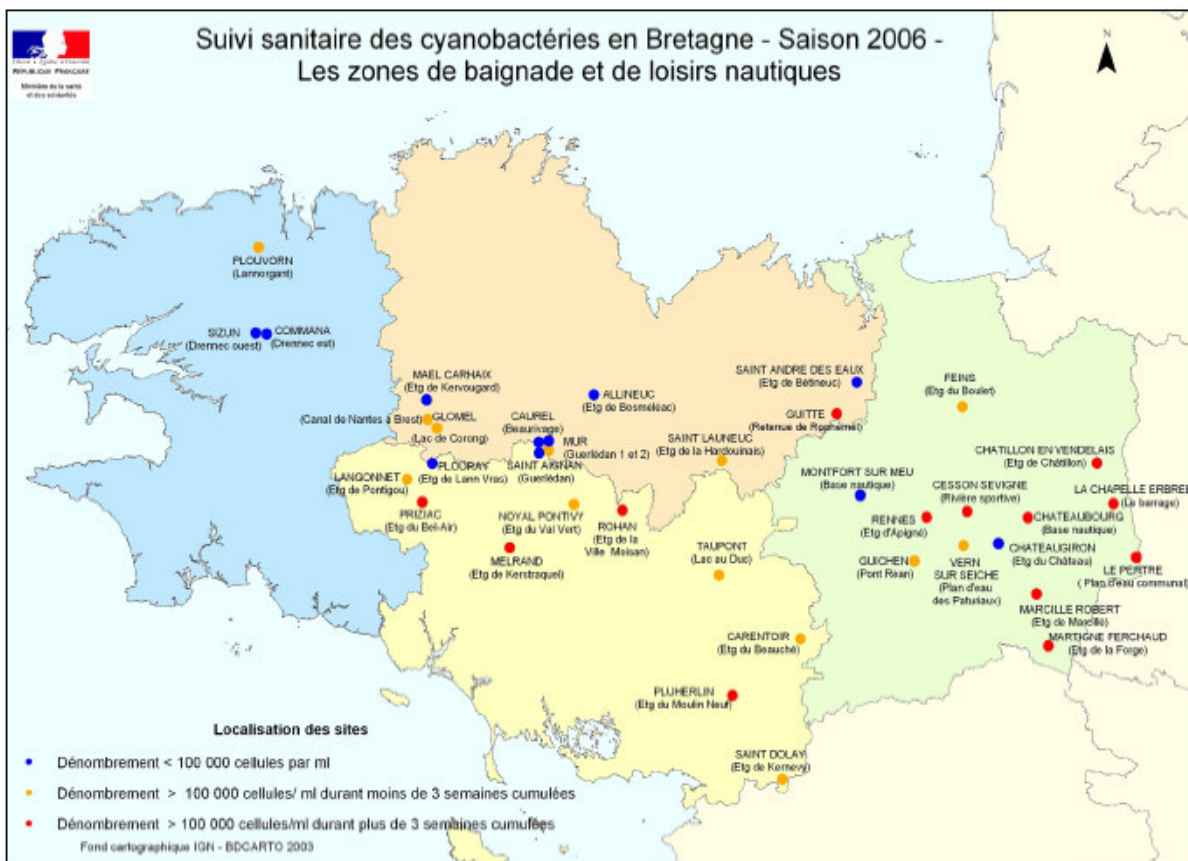 Suivi sanitaire des cyanobactéries en Bretagne - Saison 2006 -
Les zones de baignade et de loisirs nautiques
RÉPUBLIQUE FRANÇAISE
Ministère de la santé
et des solidarités
N
PLOUVORN
(Lannorgant)
SIZUN
(Drennec ouest)
COMMANA
(Drennec est)
MAEL CARHAIX
(Etg de Kervougard)
(Canal de Nantes à Brest)
GLOMEL
(Lac de Corong)
CAUREL
(Beaurivage)
ALLINEUC
(Etg de Bosméléac)
MUR
(Guerlédan 1 et 2)
SAINT AIGNAN
(Guerlédan)
SAINT ANDRE DES EAUX
(Etg de Bétineuc)
GUITTE
(Retenue de Rophémel)
SAINT LAUNEUC
(Etg de la Hardouinais)
LANGONNET
(Etg de Pontigou)
PLOURAY
(Etg de Lann Vras)
PRIZIAC
(Etg du Bel-Air)
NOYAL PONTIVY
(Etg du Val Vert)
ROHAN
(Etg de la
Ville Moisan)
MELRAND
(Etg de Kerstraquel)
TAUPONT
(Lac au Duc)
CARENTOIR
(Etg du Beauché)
PLUHERLIN
(Etg du Moulin Neuf)
SAINT DOLAY
(Etg de Kernevy)
FEINS
(Etg du Boulet)
MONTFORT SUR MEU
(Base nautique)
CHATILLON EN VENDELAIS
(Etg de Châtillon)
CESSON SEVIGNE
(Rivière sportive)
LA CHAPELLE ERBREE
(Le barrage)
RENNES
(Etg d'Apigné)
CHATEAUBOURG
(Base nautique)
GUICHEN
(Pont Réan)
VERN
SUR SEICHE
(Plan d'eau
des Paturiaux)
CHATEAUGIRON
(Etg du Château)
LE PERTRE
( Plan d'eau communal)
MARCILLE ROBERT
(Etg de Marcillé)
MARTIGNE FERCHAUD
(Etg de la Forge)
Localisation des sites
Dénombrement < 100 000 cellules par ml
Dénombrement > 100 000 cellules/ ml durant moins de 3 semaines cumulées
Dénombrement > 100 000 cellules/ml durant plus de 3 semaines cumulées
Fond cartographique IGN - BDCARTO 2003